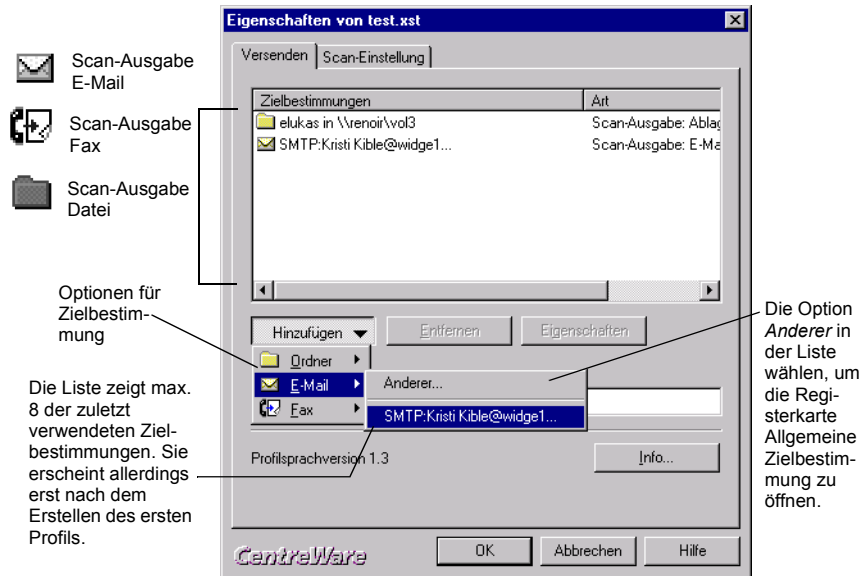 Eigenschaften von test.xst
Versenden
Scan-Einstellung
Scan-Ausgabe
E-Mail
Scan-Ausgabe
Fax
Scan-Ausgabe
Datei
Zielbestimmungen
Art
elukas in \\renoir\vol3
Scan-Ausgabe: Ablag
SMTP:Kristi Kible@widge1...
Scan-Ausgabe: E-Ma
Optionen für
Zielbestim-
mung
Hinzufügen
Entfernen
Eigenschaften
Ordner
E-Mail
Fax
Anderer...
SMTP:Kristi Kible@widge1...
Die Option
Anderer in
der Liste
wählen, um
die Regi-
sterkarte
Allgemeine
Zielbestim-
mung zu
öffnen.
Die Liste zeigt max.
8 der zuletzt
verwendeten Ziel-
bestimmungen. Sie
erscheint allerdings
erst nach dem
Erstellen des ersten
Profils.
Profilsprachversion 1.3
Info...
CentreWare
OK
Abbrechen
Hilfe